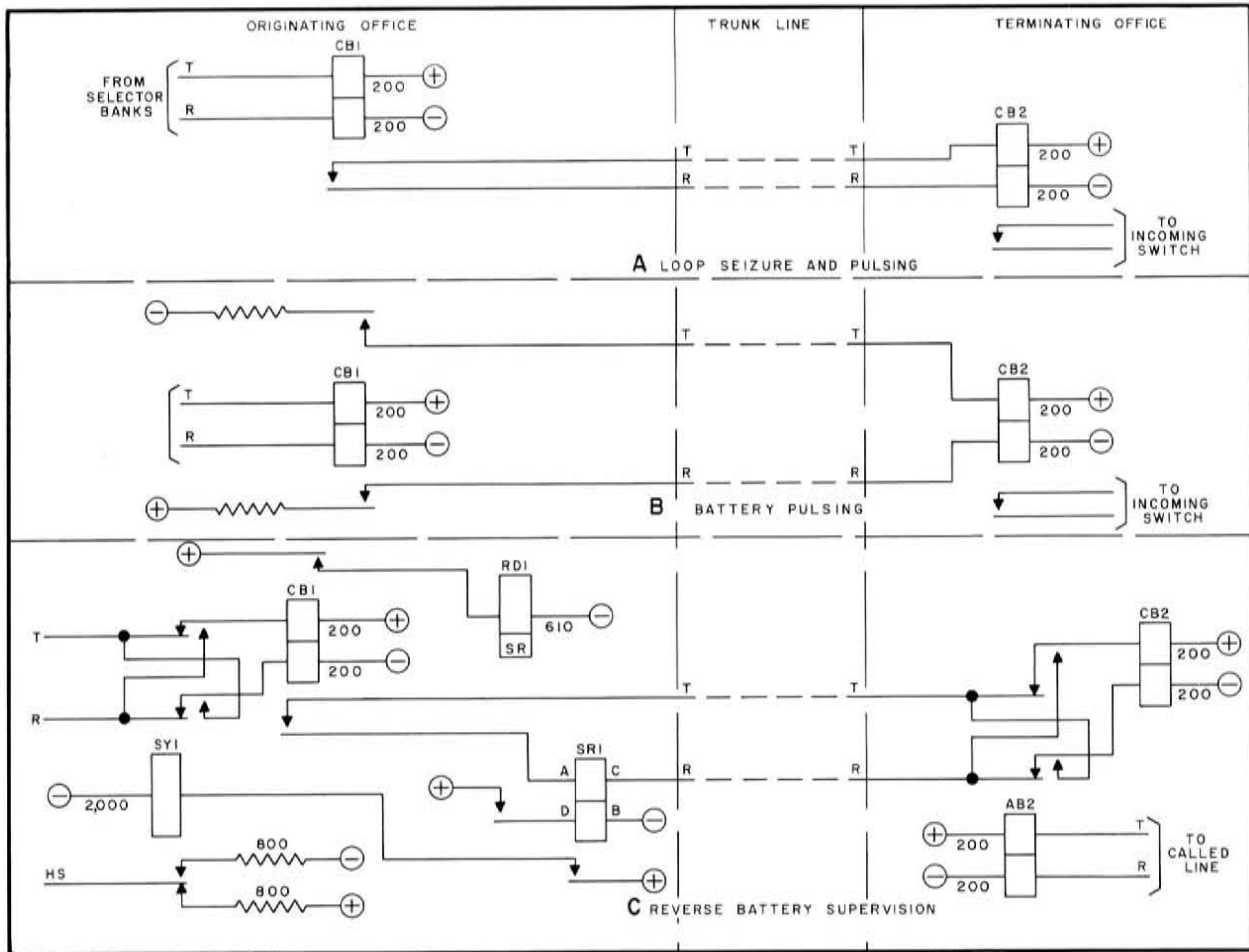 ORIGINATING OFFICE
TRUNK LINE
TERMINATING OFFICE
FROM
SELECTOR
BANKS
T
R
CB1
200 +
200 −
T T
R R
CB2
200 +
200 −
TO
INCOMING
SWITCH
A LOOP SEIZURE AND PULSING
−
T T
T
R
CB1
200 +
200 −
CB2
200 +
200 −
+
R R
TO
INCOMING
SWITCH
B BATTERY PULSING
+
RD1
610 −
SR
CB1
T
200 +
200 −
R
CB2
200 +
200 −
T T
SY1
− 2,000
SR1
A C R R
+
D B −
AB2
+ 200 T
− 200 R
TO
CALLED
LINE
HS
800 −
800 +
+
C REVERSE BATTERY SUPERVISION